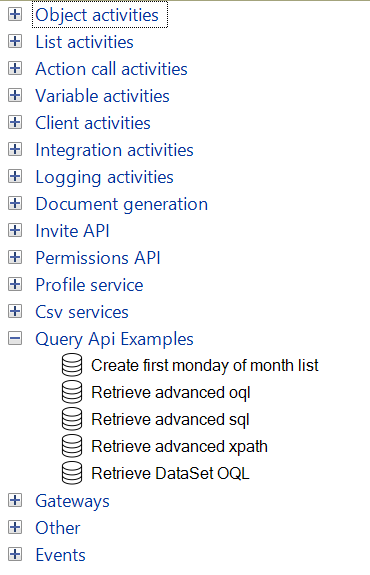 Object activities
List activities
Action call activities
Variable activities
Client activities
Integration activities
Logging activities
Document generation
Invite API
Permissions API
Profile service
Csv services
Query Api Examples
Create first monday of month list
Retrieve advanced oql
Retrieve advanced sql
Retrieve advanced xpath
Retrieve DataSet OQL
Gateways
Other
Events